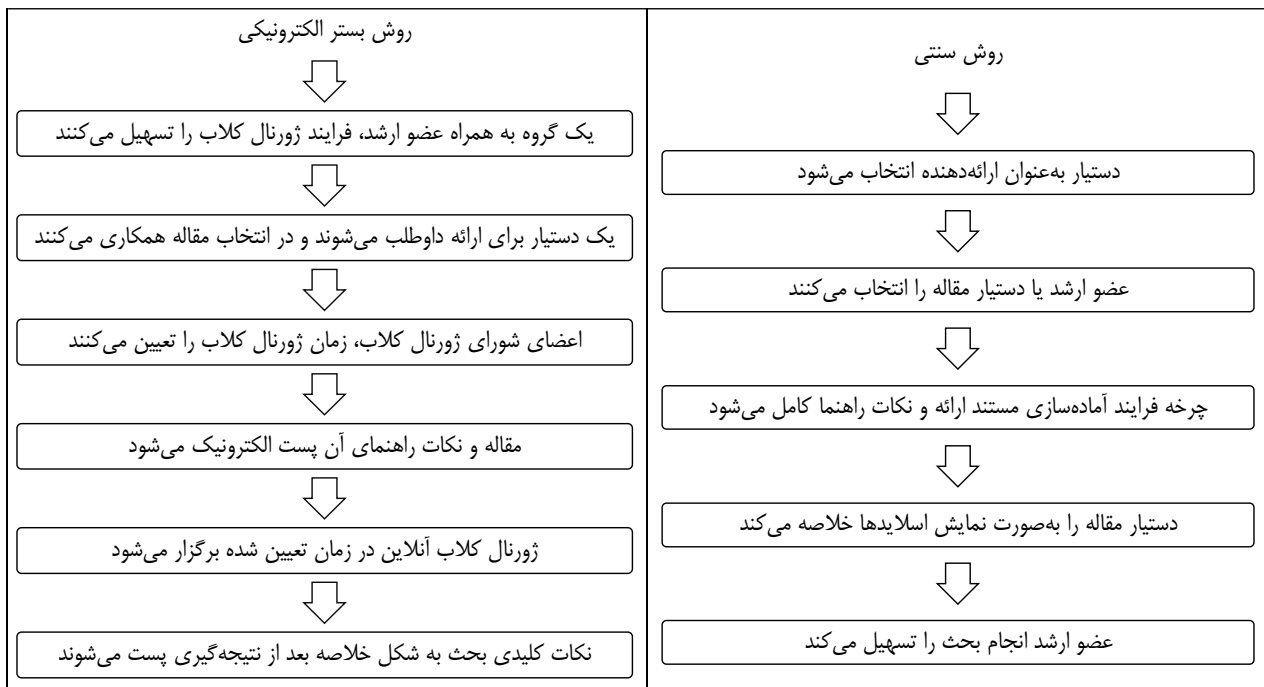 روش سنتی
دستیار به‌عنوان ارائه‌دهنده انتخاب می‌شود
عضو ارشد یا دستیار مقاله را انتخاب می‌کنند
چرخه فرایند آماده‌سازی مستند ارائه و نکات راهنما کامل می‌شود
دستیار مقاله را به‌صورت نمایش اسلایدها خلاصه می‌کند
عضو ارشد انجام بحث را تسهیل می‌کند
روش بستر الکترونیکی
یک گروه به همراه عضو ارشد، فرایند ژورنال کلاب را تسهیل می‌کنند
یک دستیار برای ارائه داوطلب می‌شوند و در انتخاب مقاله همکاری می‌کنند
اعضای شورای ژورنال کلاب، زمان ژورنال کلاب را تعیین می‌کنند
مقاله و نکات راهنمای آن پست الکترونیک می‌شود
ژورنال کلاب آنلاین در زمان تعیین شده برگزار می‌شود
نکات کلیدی بحث به شکل خلاصه بعد از نتیجه‌گیری پست می‌شوند